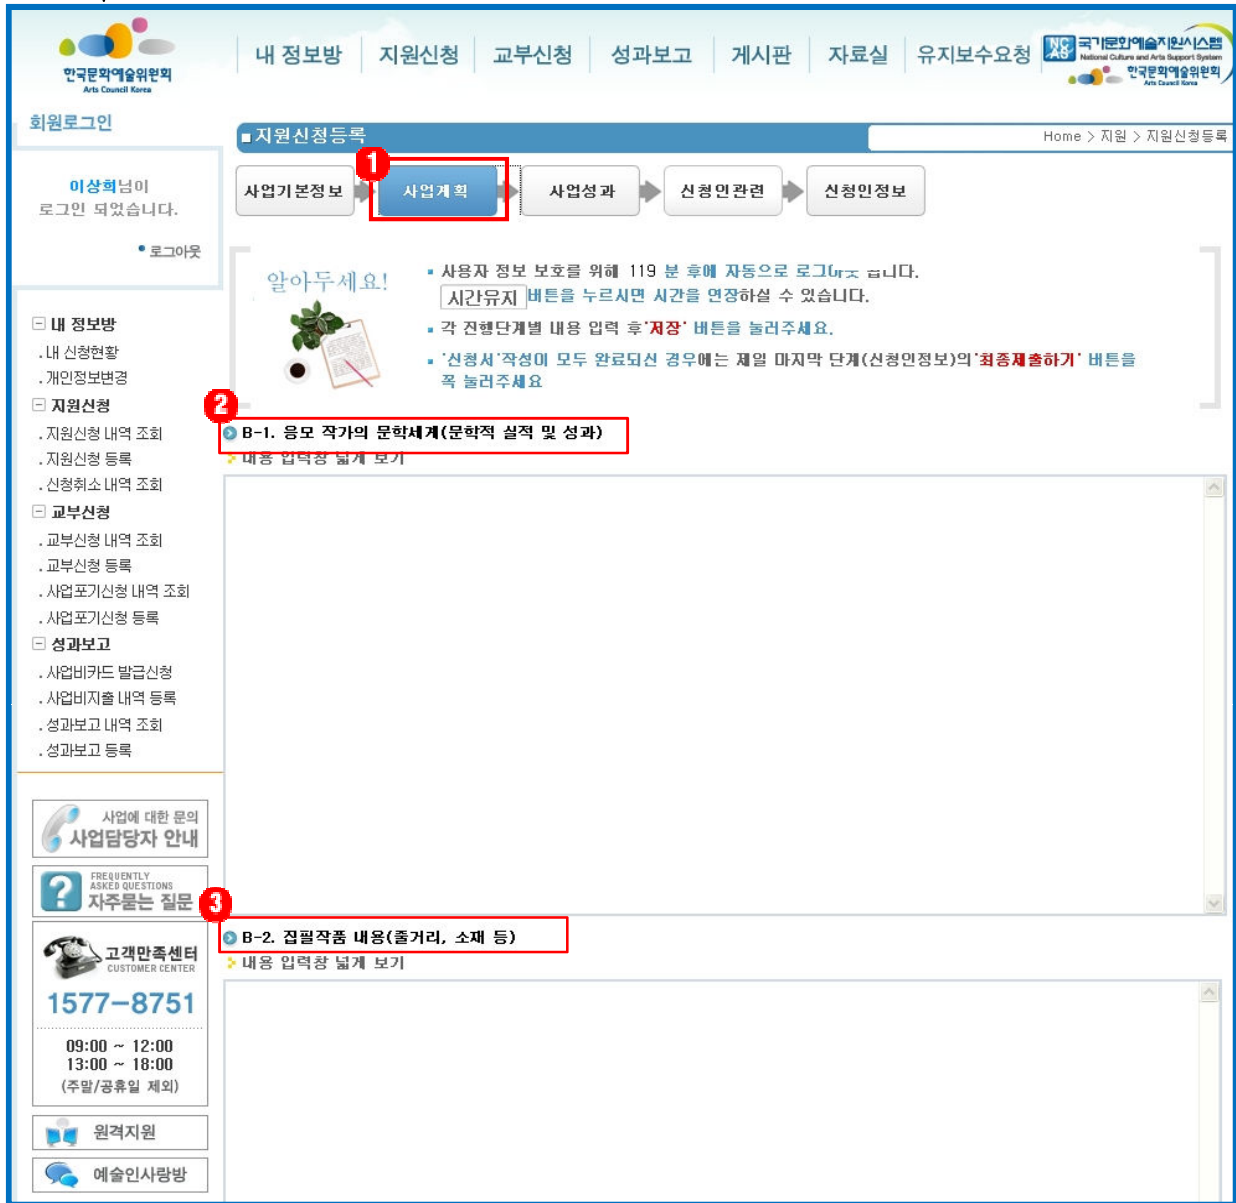 한국문화예술위원회
Arts Council Korea
내 정보방 지원신청 교부신청 성과보고 게시판 자료실 유지보수요청
NCAS 국가문화예술지원시스템
National Culture and Arts Support System
한국문화예술위원회
Arts Council Korea
회원로그인
이상희님이
로그인 되었습니다.
로그아웃
지원신청등록
Home > 지원 > 지원신청등록
1
사업기본정보 사업계획 사업성과 신청인관련 신청인정보
알아두세요!
사용자 정보 보호를 위해 119 분 후에 자동으로 로그아웃 됩니다.
시간유지 버튼을 누르시면 시간을 연장하실 수 있습니다.
각 진행단계별 내용 입력 후'저장' 버튼을 눌러주세요.
'신청서'작성이 모두 완료되신 경우에는 제일 마지막 단계(신청인정보)의'최종제출하기' 버튼을
꼭 눌러주세요
내 정보방
.내 신청현황
.개인정보변경
지원신청
.지원신청 내역 조회
.지원신청 등록
.신청취소 내역 조회
교부신청
.교부신청 내역 조회
.교부신청 등록
.사업포기신청 내역 조회
.사업포기신청 등록
성과보고
.사업비카드 발급신청
.사업비지출 내역 등록
.성과보고 내역 조회
.성과보고 등록
사업에 대한 문의
사업담당자 안내
FREQUENTLY
ASKED QUESTIONS
자주묻는 질문
고객만족센터
CUSTOMER CENTER
1577-8751
09:00 ~ 12:00
13:00 ~ 18:00
(주말/공휴일 제외)
원격지원
예술인사랑방
2
B-1. 응모 작가의 문학세계(문학적 실적 및 성과)
내용 입력창 넓게 보기
3
B-2. 집필작품 내용(줄거리, 소재 등)
내용 입력창 넓게 보기